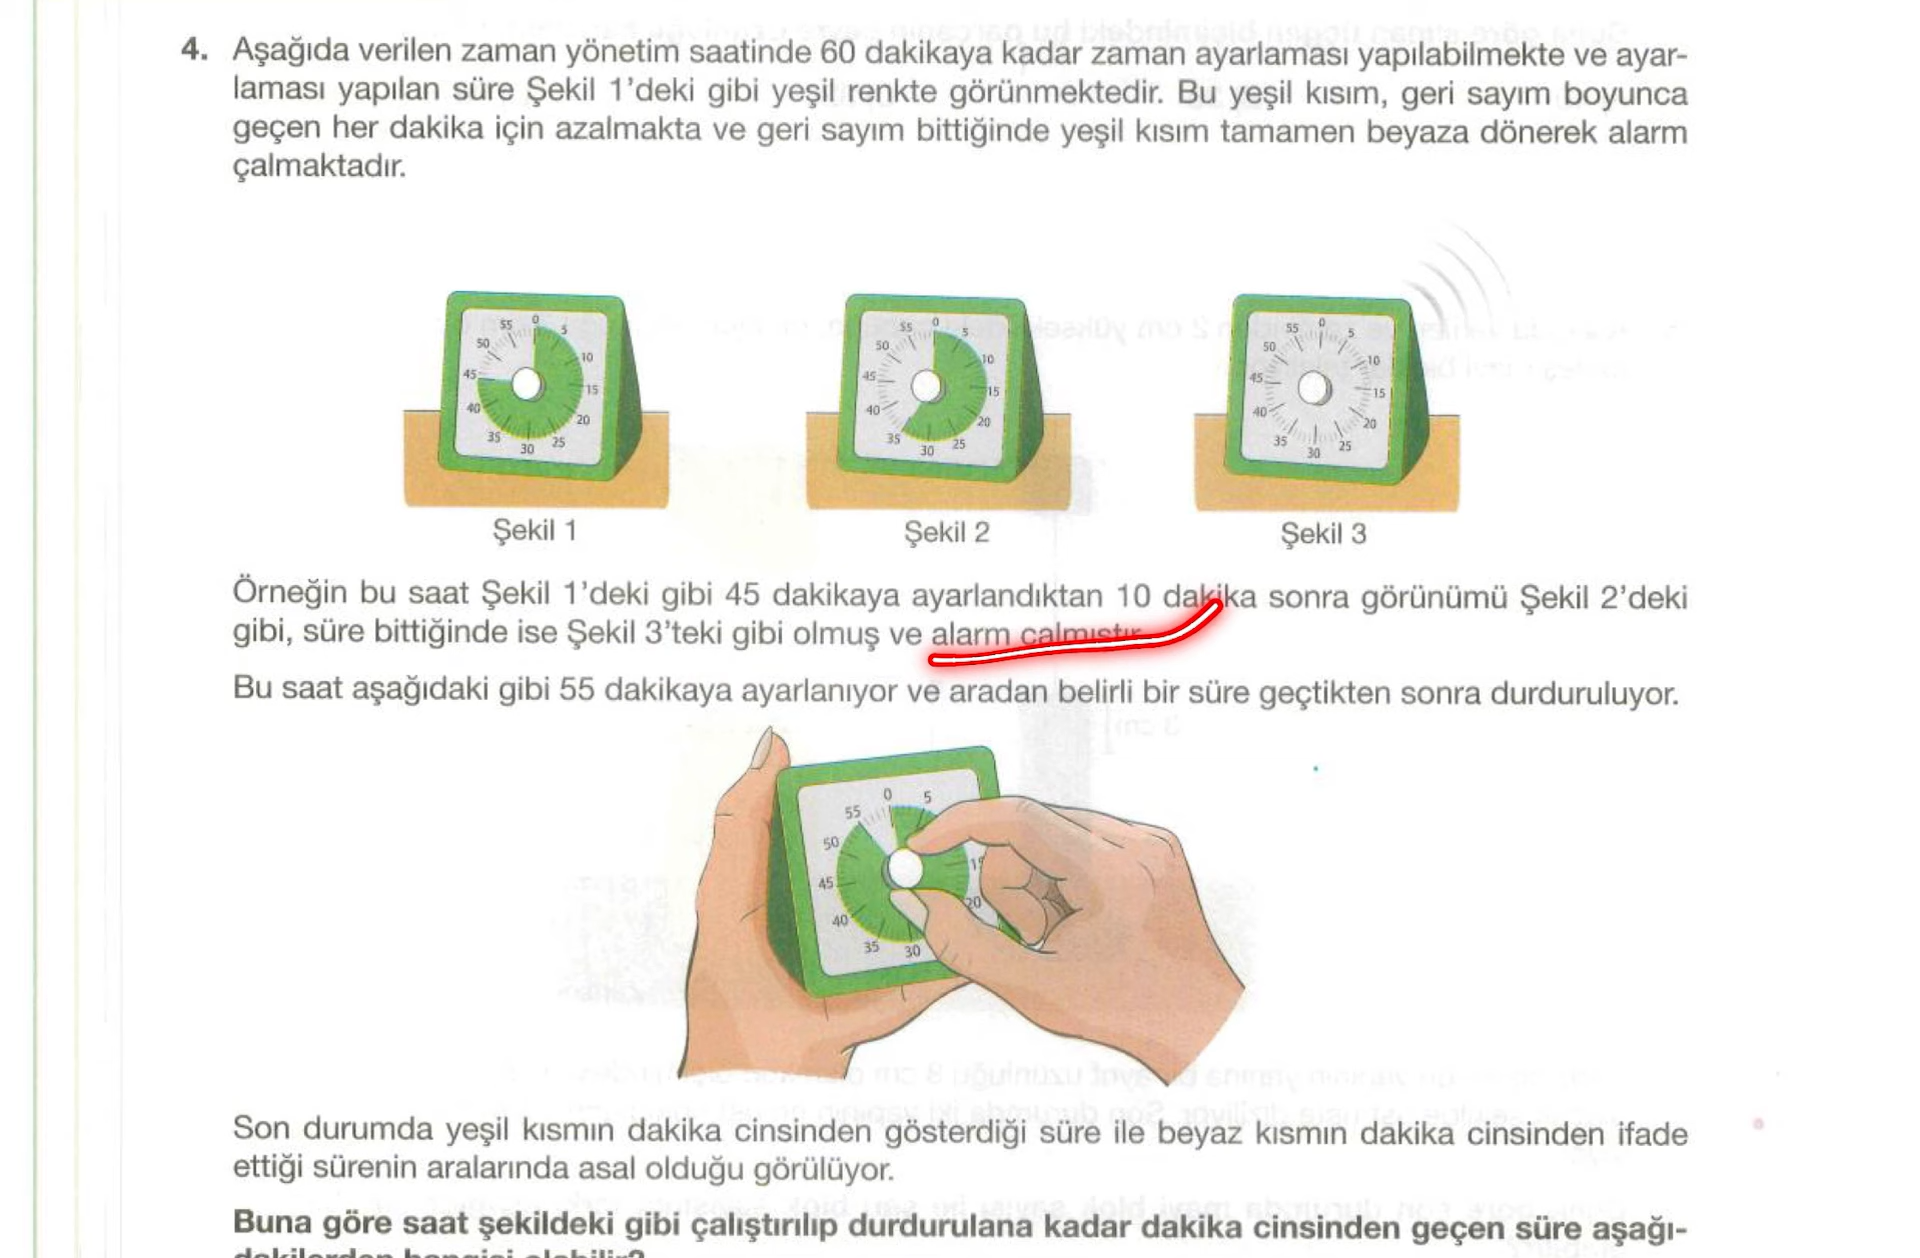 4. Aşağıda verilen zaman yönetim saatinde 60 dakikaya kadar zaman ayarlaması yapılabilmekte ve ayar-
laması yapılan süre Şekil 1’deki gibi yeşil renkte görünmektedir. Bu yeşil kısım, geri sayım boyunca
geçen her dakika için azalmakta ve geri sayım bittiğinde yeşil kısım tamamen beyaza dönerek alarm
çalmaktadır.
0 5 10 15 20 25 30 35 40 45 50 55
0 5 10 15 20 25 30 35 40 45 50 55
0 5 10 15 20 25 30 35 40 45 50 55
Şekil 1
Şekil 2
Şekil 3
Örneğin bu saat Şekil 1’deki gibi 45 dakikaya ayarlandıktan 10 dakika sonra görünümü Şekil 2’deki
gibi, süre bittiğinde ise Şekil 3’teki gibi olmuş ve alarm çalmıştır.
Bu saat aşağıdaki gibi 55 dakikaya ayarlanıyor ve aradan belirli bir süre geçtikten sonra durduruluyor.
0 5 20 30 35 40 45 50 55
Son durumda yeşil kısmın dakika cinsinden gösterdiği süre ile beyaz kısmın dakika cinsinden ifade
ettiği sürenin aralarında asal olduğu görülüyor.
Buna göre saat şekildeki gibi çalıştırılıp durdurulana kadar dakika cinsinden geçen süre aşağı-